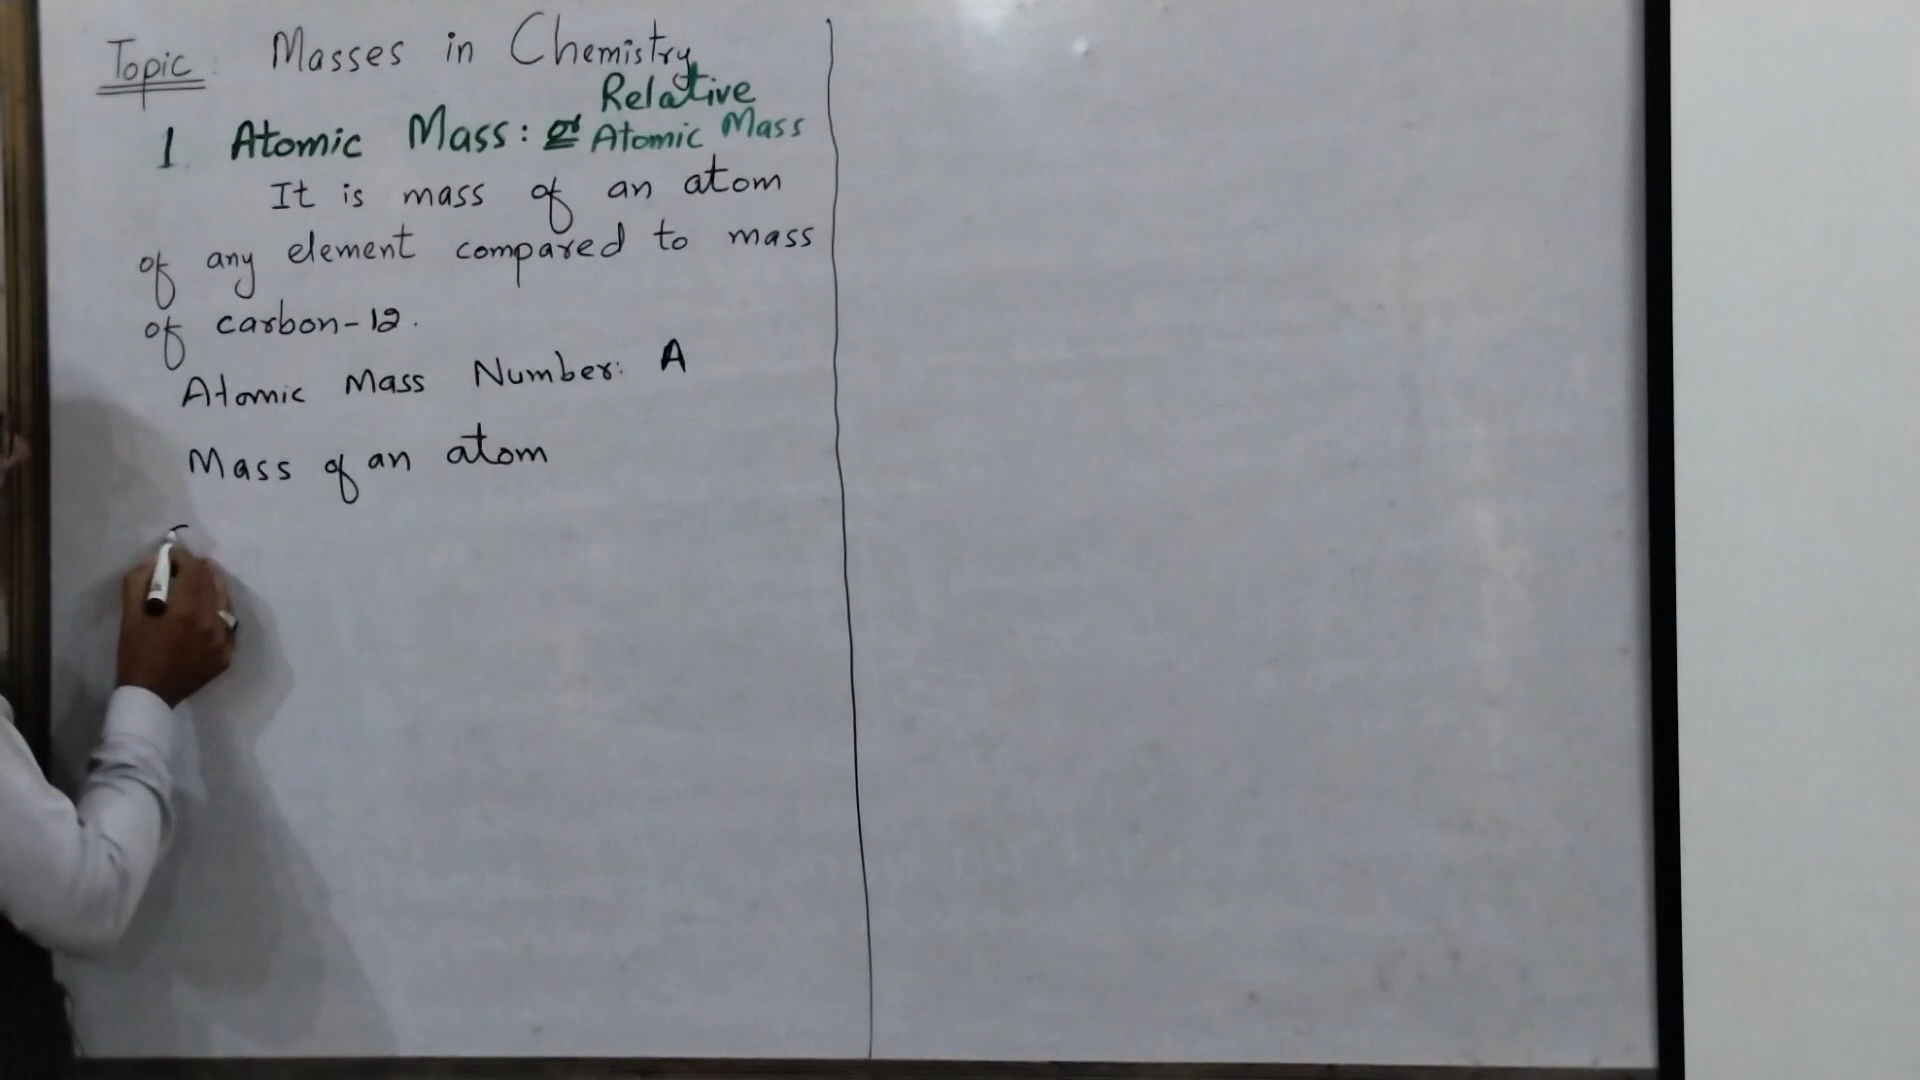 Topic: Masses in Chemistry
1. Atomic Mass: or Relative Atomic Mass
It is mass of an atom
of any element compared to mass
of carbon-12.
Atomic Mass Number: A
Mass of an atom